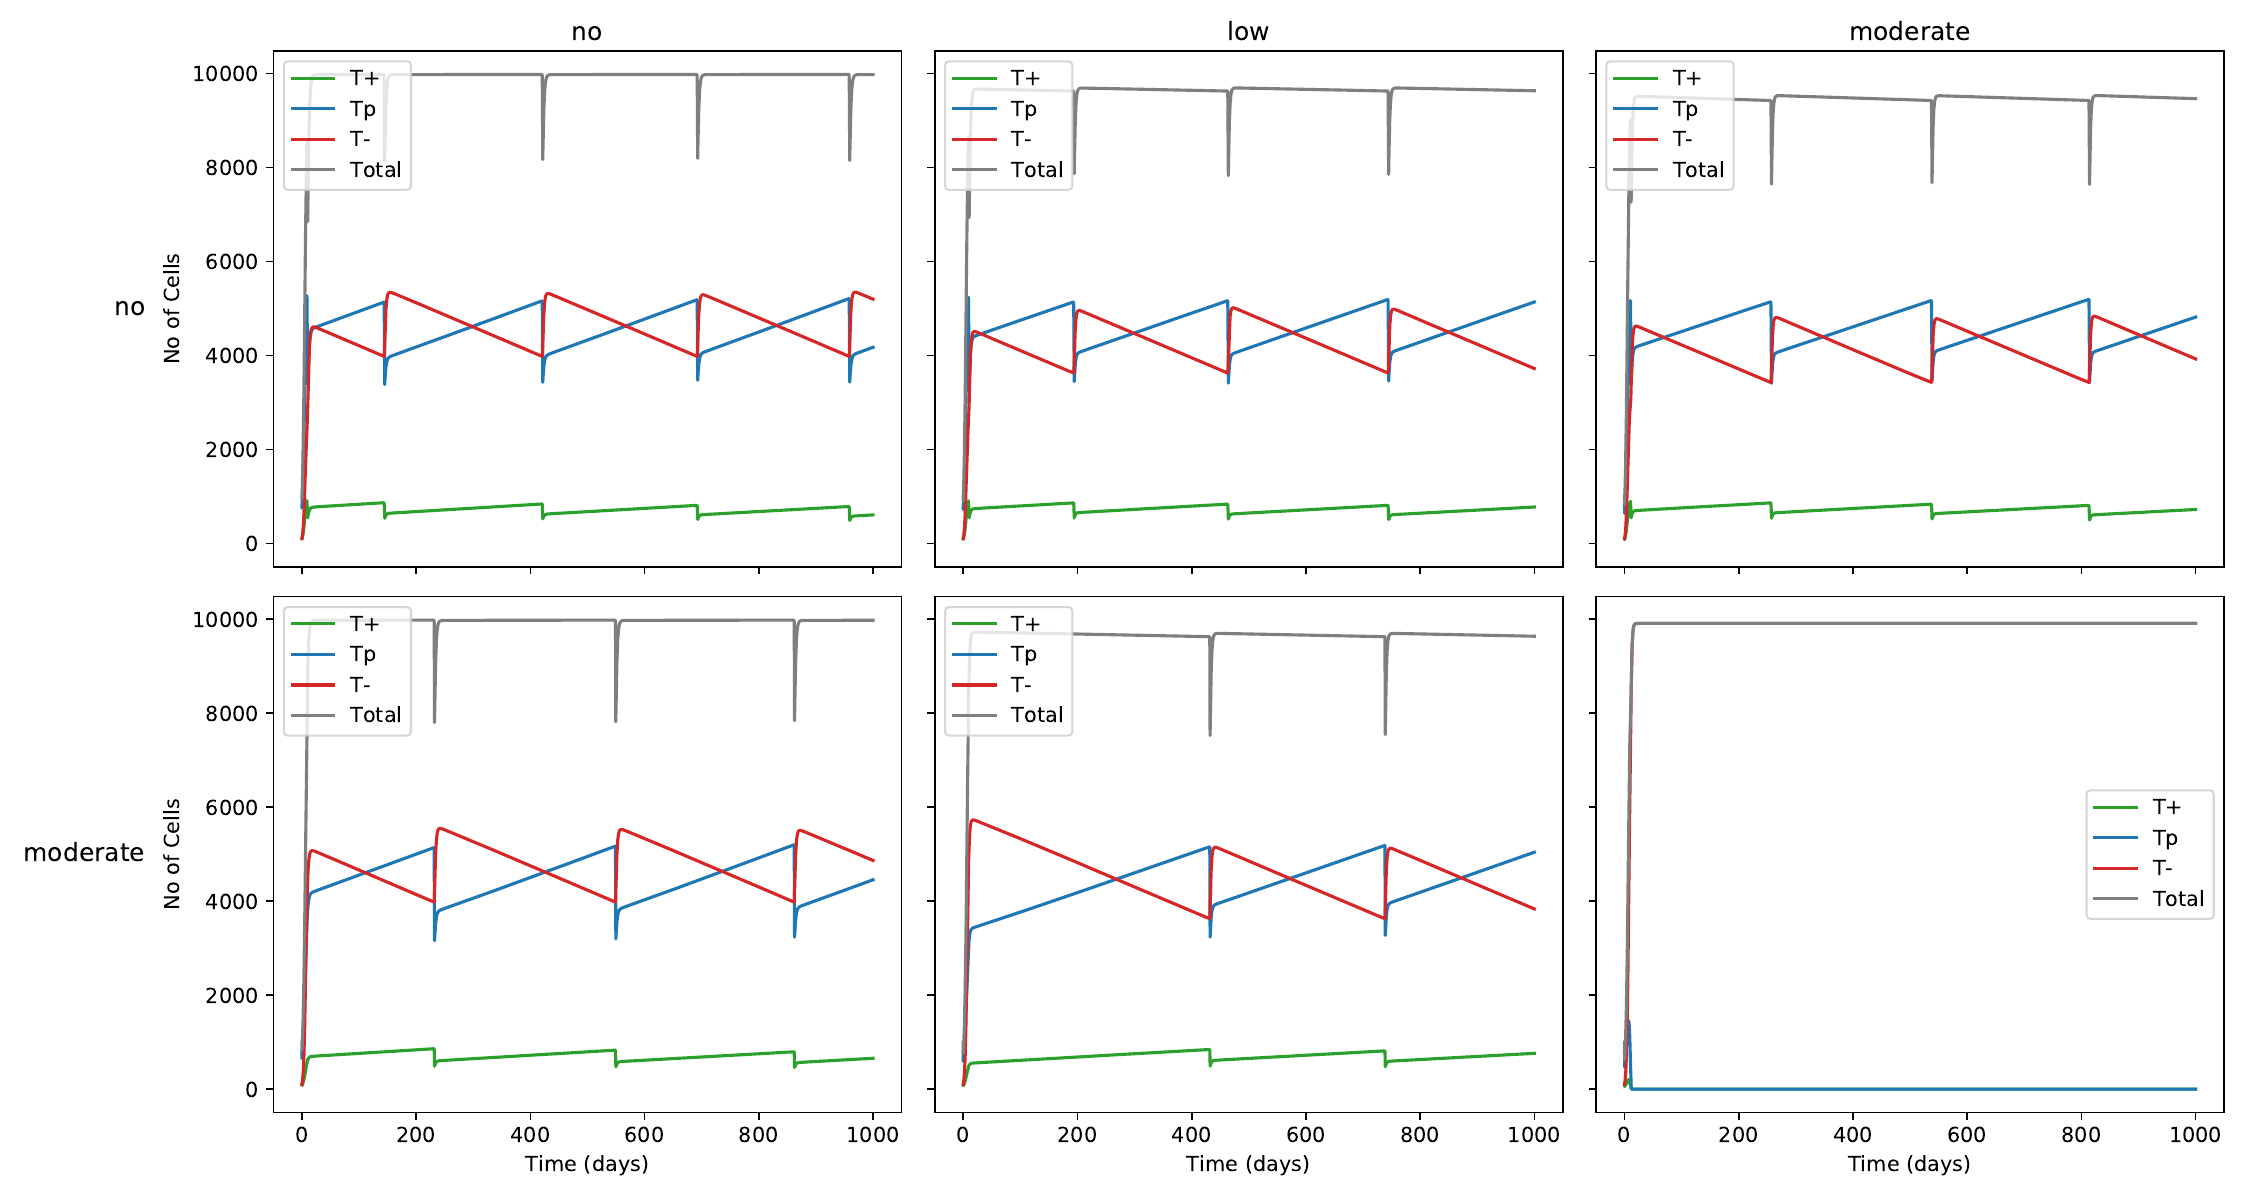 no low moderate
T+
Tp
T-
Total
T+
Tp
T-
Total
T+
Tp
T-
Total
10000
8000
6000
4000
2000
0
No of Cells
no
T+
Tp
T-
Total
T+
Tp
T-
Total
T+
Tp
T-
Total
10000
8000
6000
4000
2000
0
No of Cells
moderate
0 200 400 600 800 1000
0 200 400 600 800 1000
0 200 400 600 800 1000
Time (days) Time (days) Time (days)